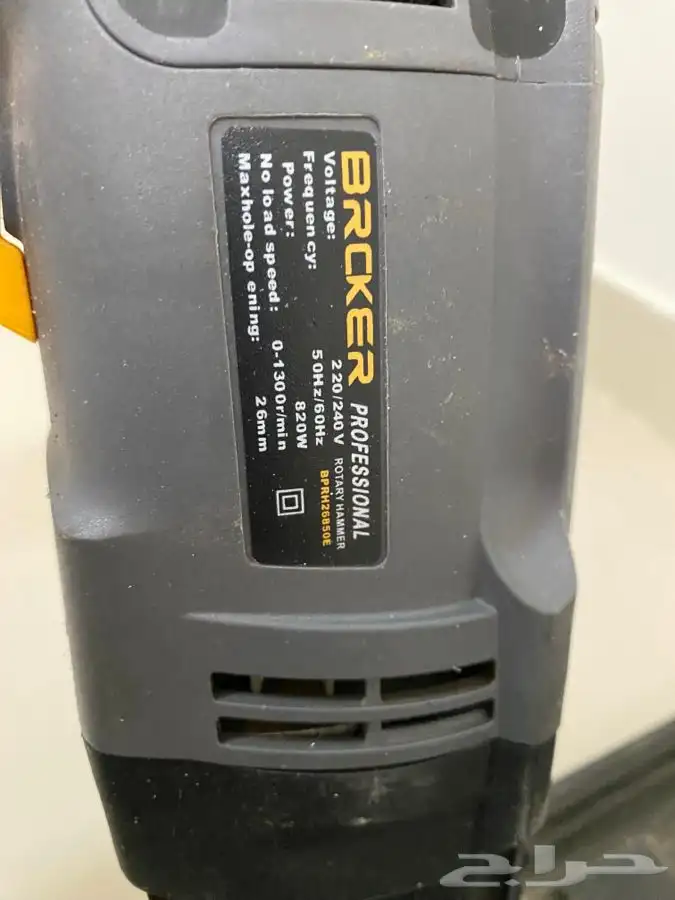 BRCKER PROFESSIONAL
ROTARY HAMMER
BPRH26850E
Voltage: 220/240V
Frequency: 50Hz/60Hz
Power: 820W
No load speed: 0-1300r/min
Maxhole-op ening: 26mm
حراج